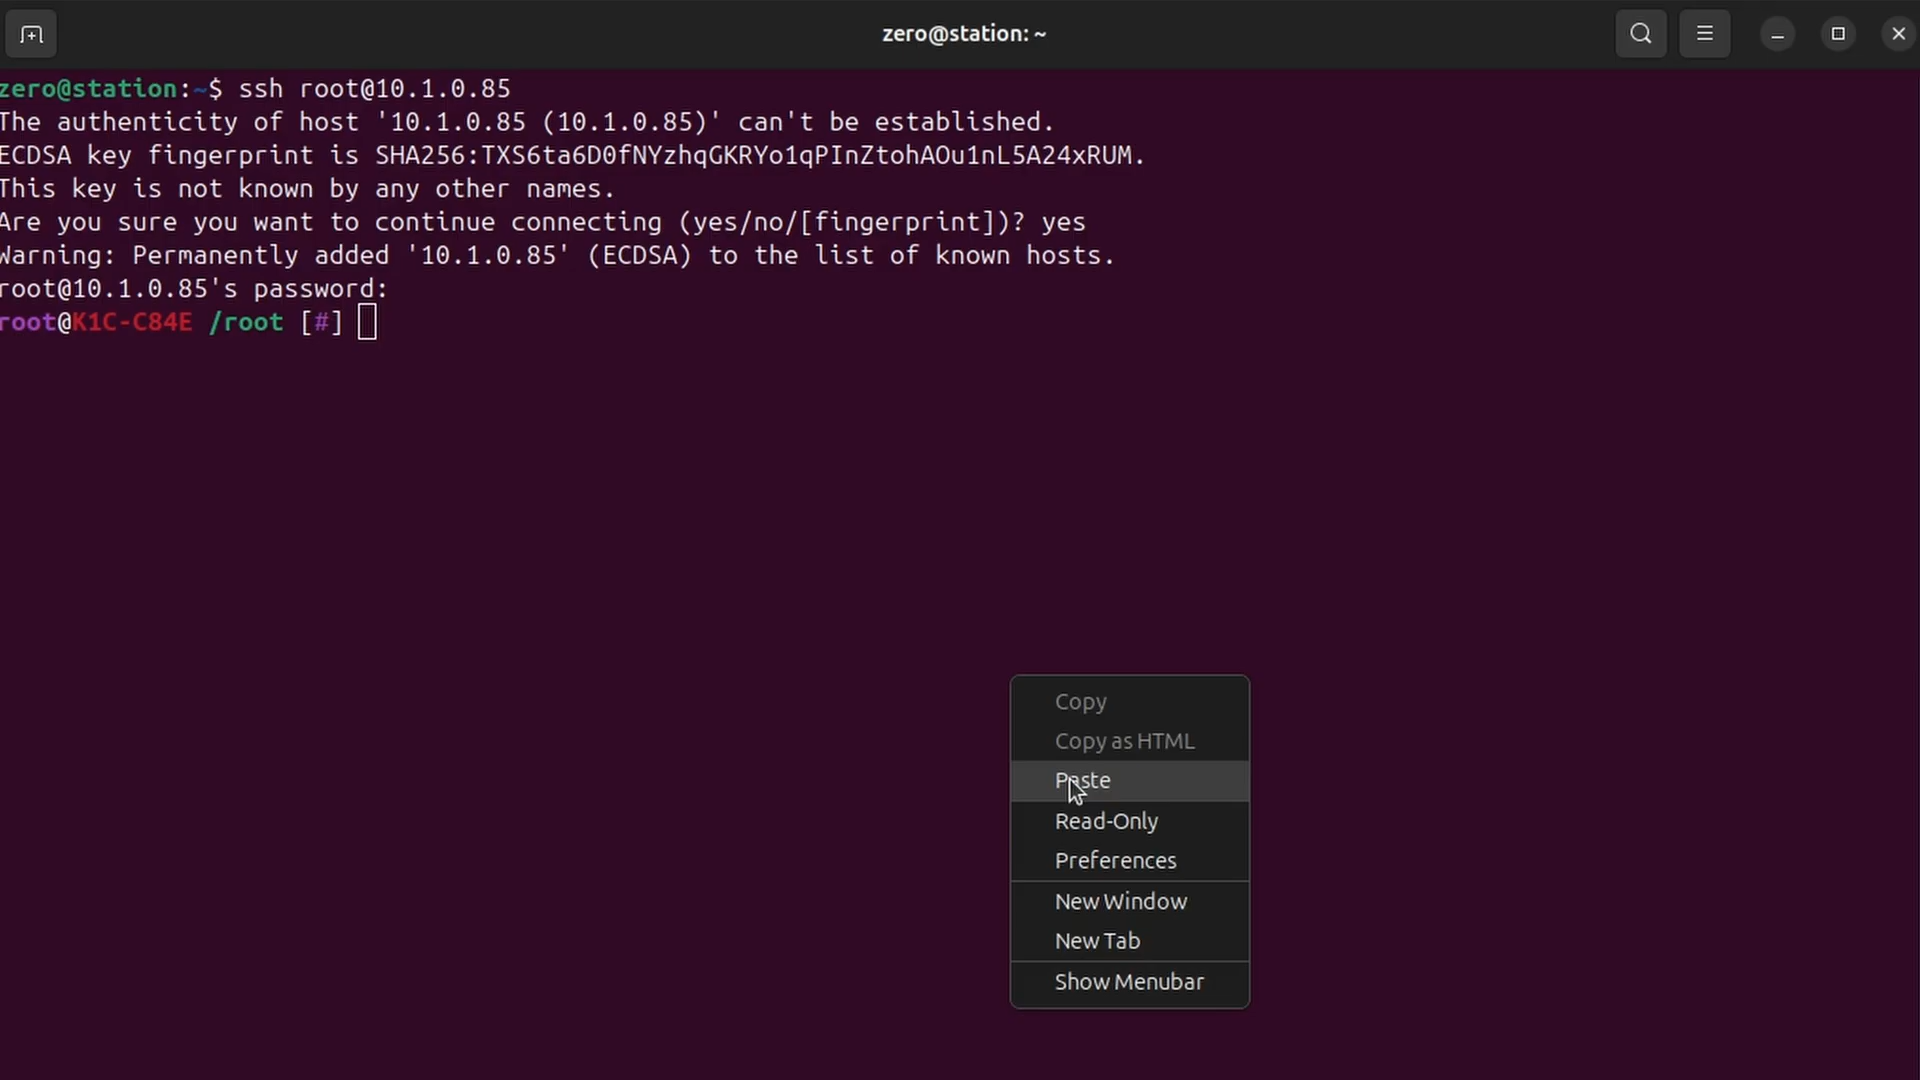 zero@station: ~
zero@station:~$ ssh root@10.1.0.85
The authenticity of host '10.1.0.85 (10.1.0.85)' can't be established.
ECDSA key fingerprint is SHA256:TXS6ta6D0fNYzhqGKRYo1qPInZtohAOu1nL5A24xRUM.
This key is not known by any other names.
Are you sure you want to continue connecting (yes/no/[fingerprint])? yes
Warning: Permanently added '10.1.0.85' (ECDSA) to the list of known hosts.
root@10.1.0.85's password:
root@K1C-C84E /root [#]
Copy
Copy as HTML
Paste
Read-Only
Preferences
New Window
New Tab
Show Menubar